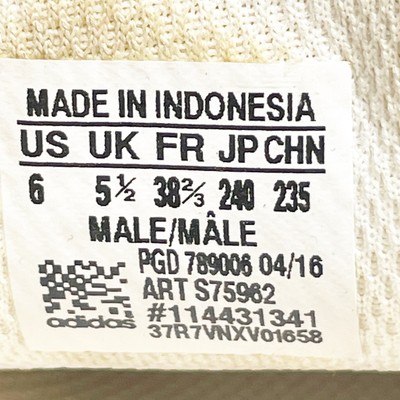 MADE IN INDONESIA
US UK FR JP CHN
6 5½ 38⅔ 240 235
MALE/MÂLE
PGD 789006 04/16
ART S75962
#114431341
adidas
37R7VNXV01658